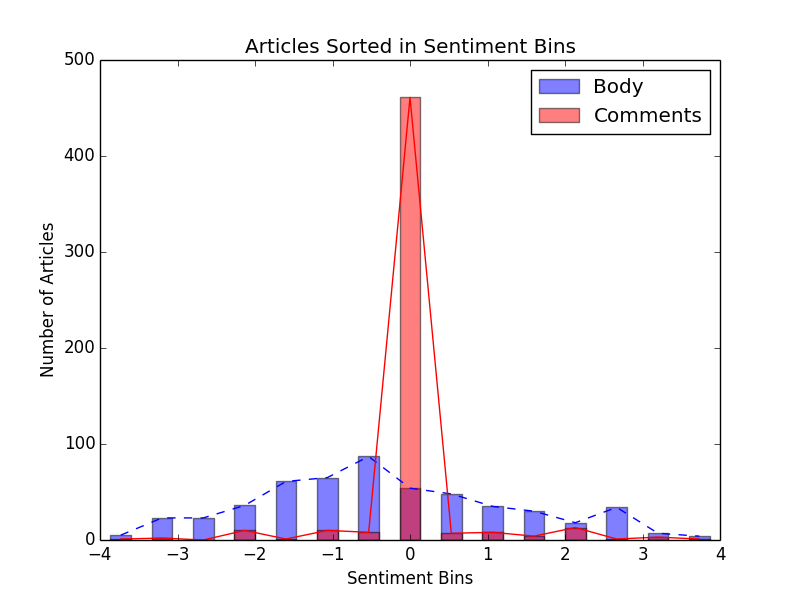 Articles Sorted in Sentiment Bins
500
400
300
200
100
0
Number of Articles
Body
Comments
−4 −3 −2 −1 0 1 2 3 4
Sentiment Bins